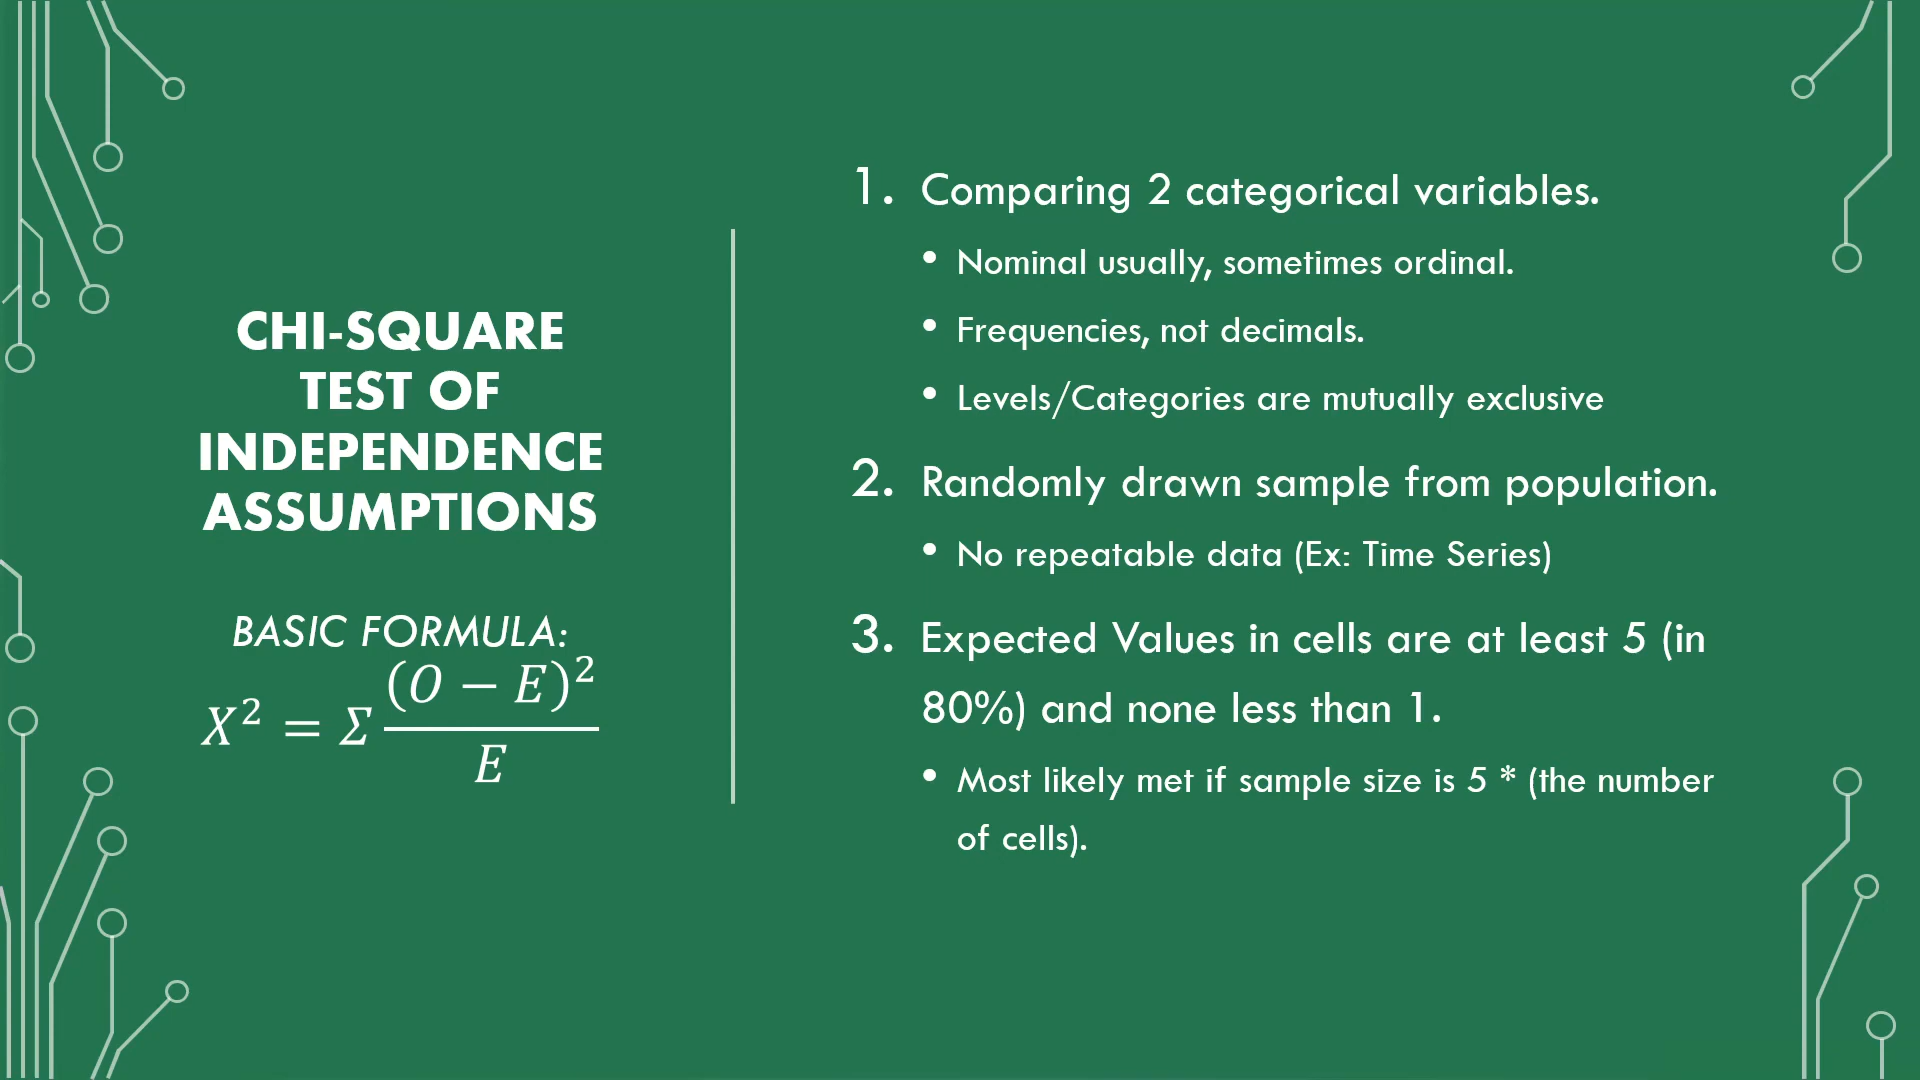 CHI-SQUARE
TEST OF
INDEPENDENCE
ASSUMPTIONS
BASIC FORMULA:
X² = Σ (O − E)² / E
1. Comparing 2 categorical variables.
• Nominal usually, sometimes ordinal.
• Frequencies, not decimals.
• Levels/Categories are mutually exclusive
2. Randomly drawn sample from population.
• No repeatable data (Ex: Time Series)
3. Expected Values in cells are at least 5 (in
80%) and none less than 1.
• Most likely met if sample size is 5 * (the number
of cells).